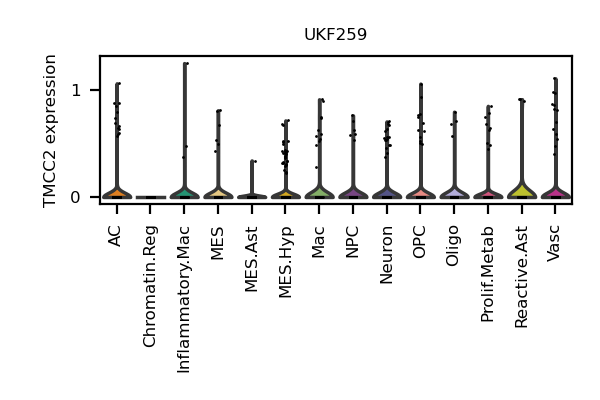 UKF259
TMCC2 expression
1
0
AC
Chromatin.Reg
Inflammatory.Mac
MES
MES.Ast
MES.Hyp
Mac
NPC
Neuron
OPC
Oligo
Prolif.Metab
Reactive.Ast
Vasc